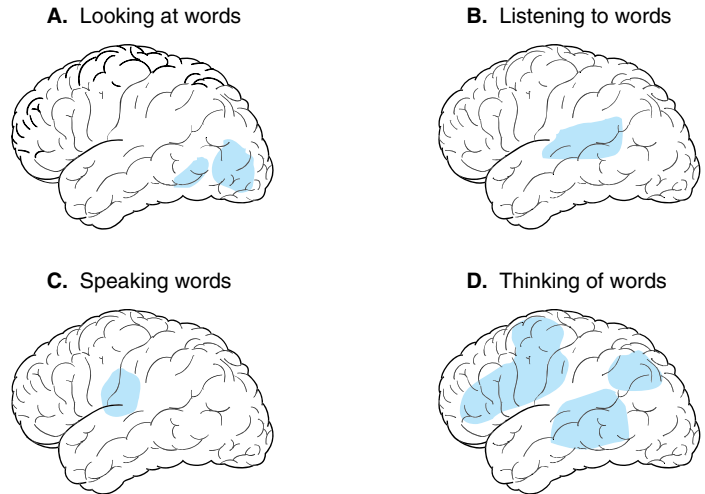 A. Looking at words
B. Listening to words
C. Speaking words
D. Thinking of words